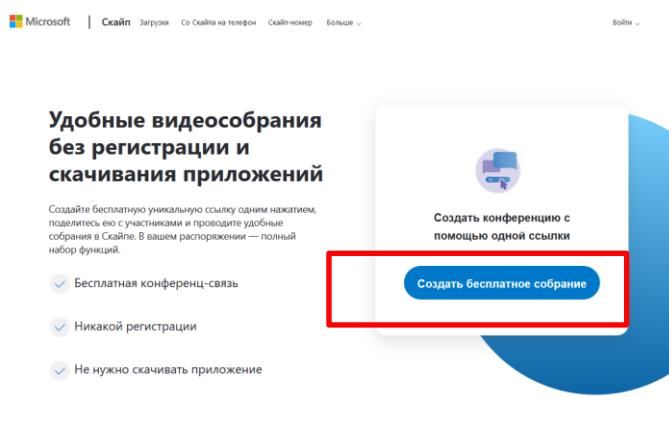 Microsoft | Скайп Загрузки Со Скайпа на телефон Скайп-номер Больше Войти
Удобные видеособрания
без регистрации и
скачивания приложений
Создайте бесплатную уникальную ссылку одним нажатием,
поделитесь ею с участниками и проводите удобные
собрания в Скайпе. В вашем распоряжении — полный
набор функций.
Бесплатная конференц-связь
Никакой регистрации
Не нужно скачивать приложение
Создать конференцию с
помощью одной ссылки
Создать бесплатное собрание